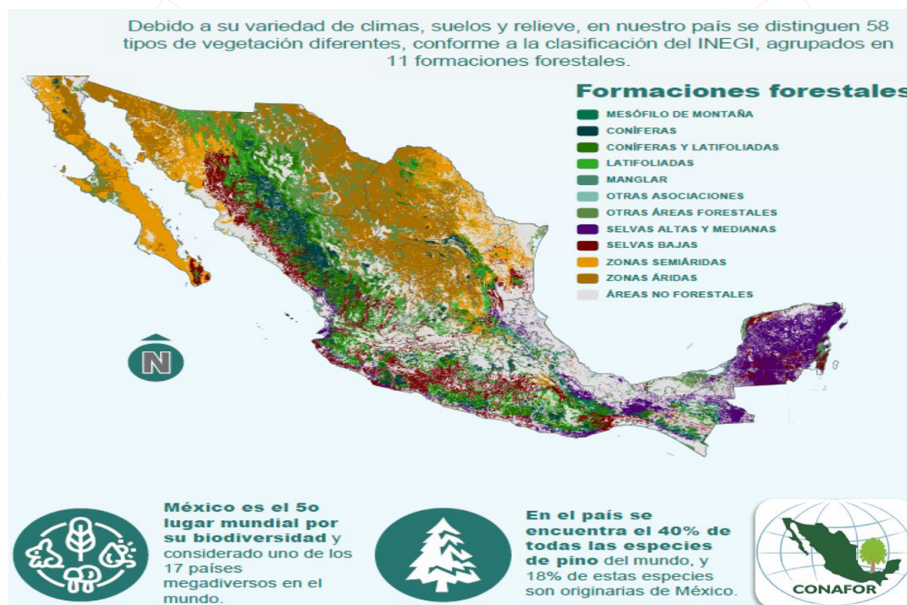 Debido a su variedad de climas, suelos y relieve, en nuestro país se distinguen 58
tipos de vegetación diferentes, conforme a la clasificación del INEGI, agrupados en
11 formaciones forestales.
Formaciones forestales
MESÓFILO DE MONTAÑA
CONÍFERAS
CONÍFERAS Y LATIFOLIADAS
LATIFOLIADAS
MANGLAR
OTRAS ASOCIACIONES
OTRAS ÁREAS FORESTALES
SELVAS ALTAS Y MEDIANAS
SELVAS BAJAS
ZONAS SEMIÁRIDAS
ZONAS ÁRIDAS
ÁREAS NO FORESTALES
N
México es el 5o
lugar mundial por
su biodiversidad y
considerado uno de los
17 países
megadiversos en el
mundo.
En el país se
encuentra el 40% de
todas las especies
de pino del mundo, y
18% de estas especies
son originarias de México.
CONAFOR